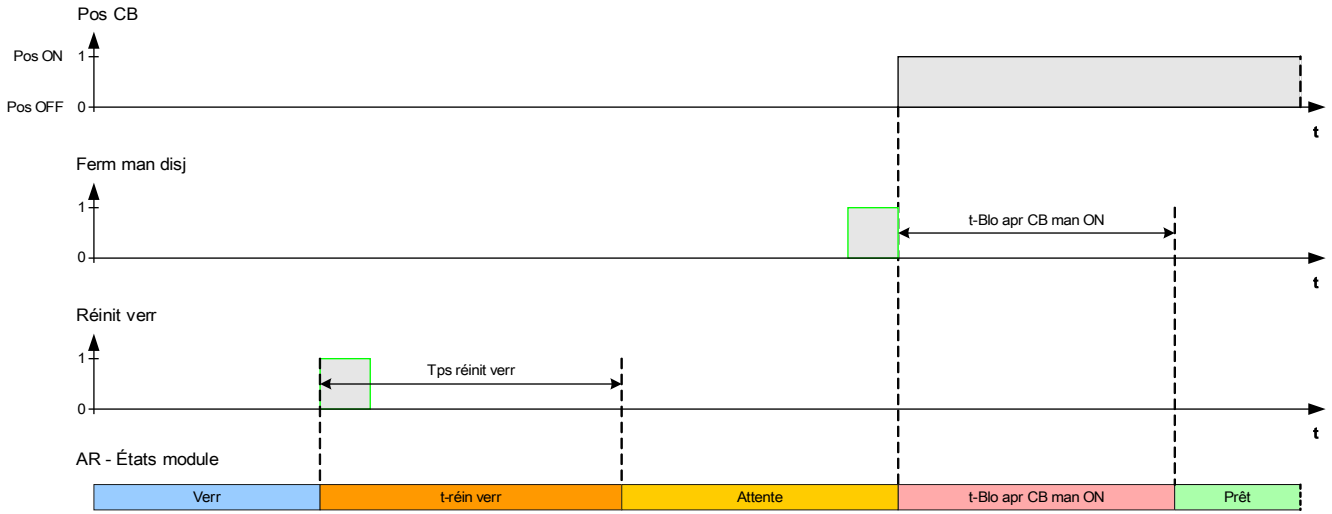 Pos CB
Pos ON 1
Pos OFF 0
t
Ferm man disj
1
t-Blo apr CB man ON
0
t
Réinit verr
1
Tps réinit verr
0
t
AR - États module
Verr t-réin verr Attente t-Blo apr CB man ON Prêt